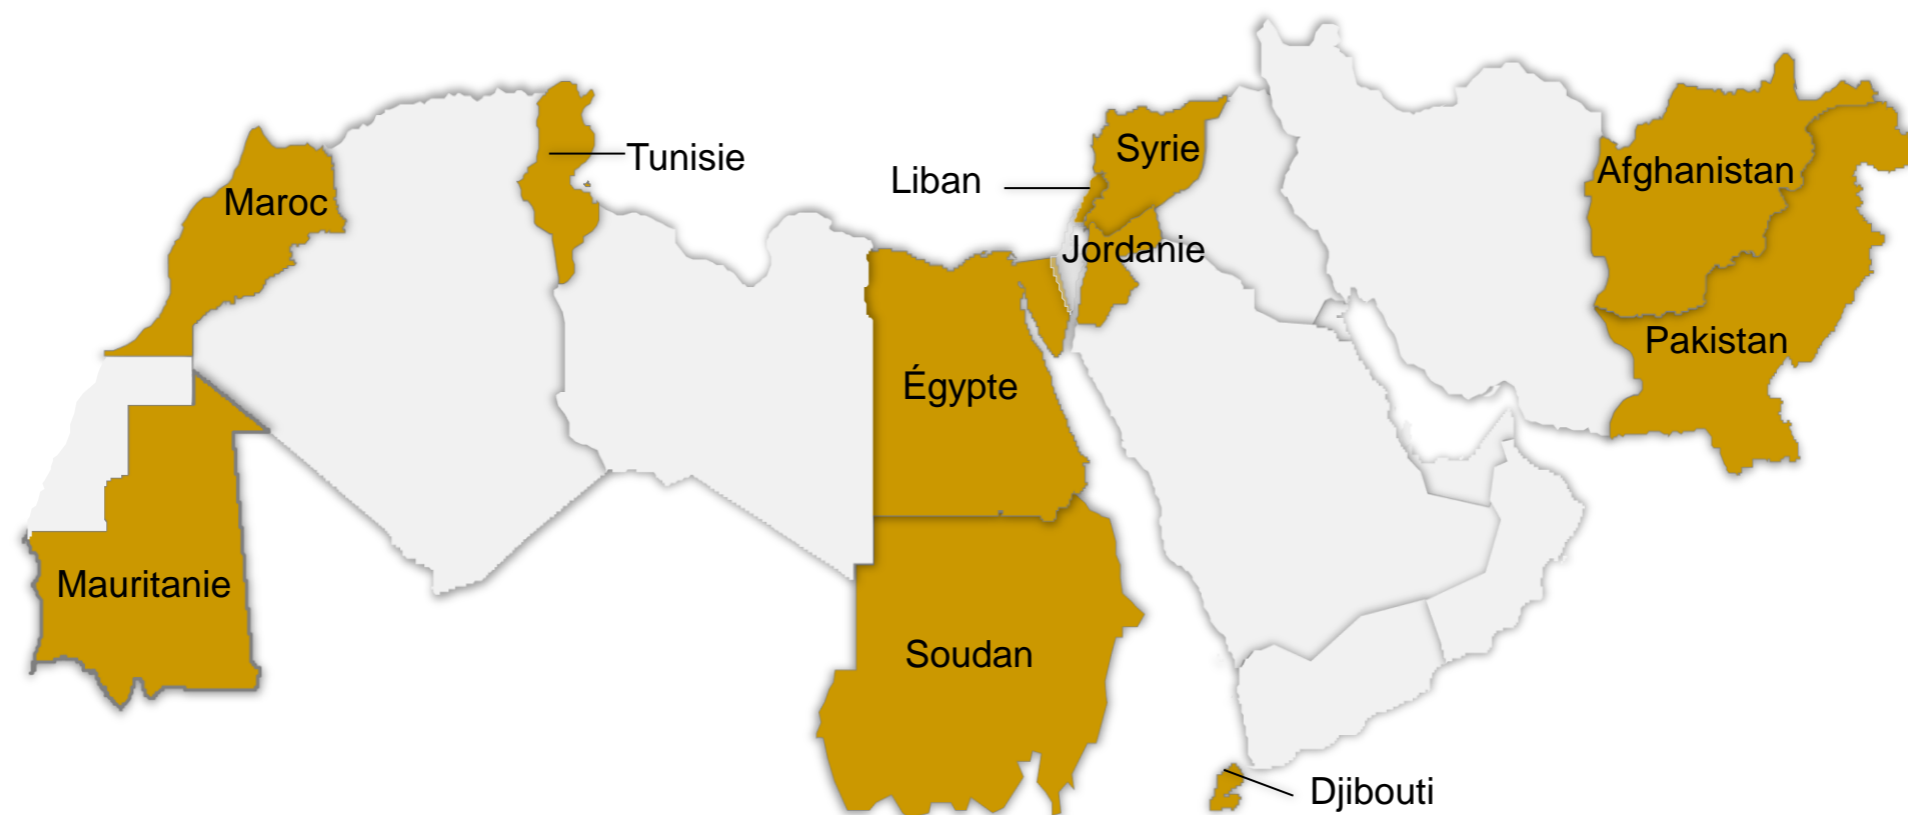 Tunisie
Maroc
Liban
Syrie
Afghanistan
Jordanie
Pakistan
Égypte
Mauritanie
Soudan
Djibouti